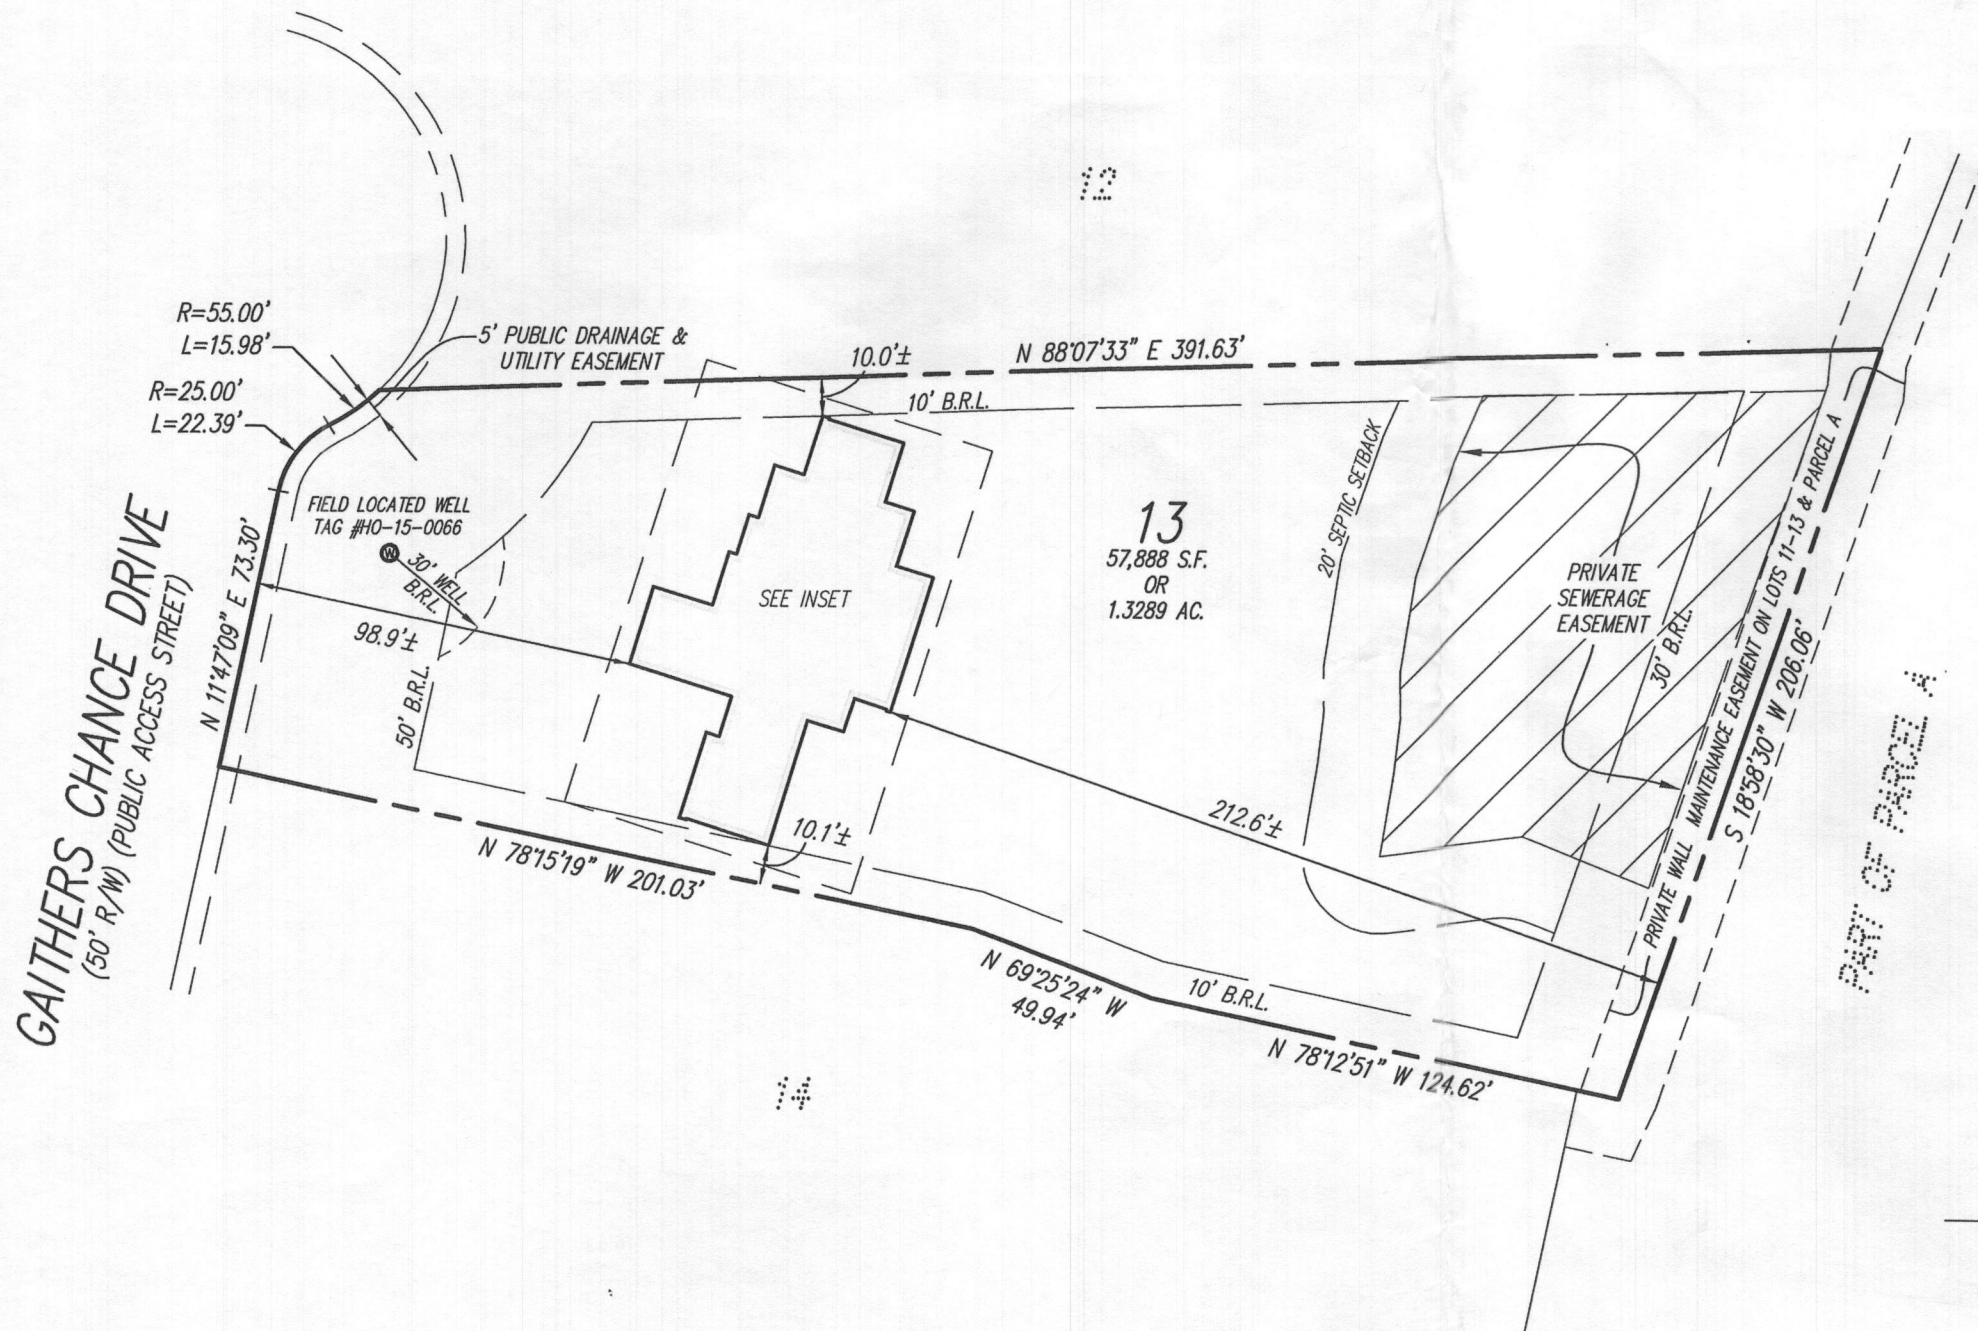 12
R=55.00'
L=15.98'
R=25.00'
L=22.39'
5' PUBLIC DRAINAGE &
UTILITY EASEMENT
10.0'±
N 88°07'33" E 391.63'
10' B.R.L.
FIELD LOCATED WELL
TAG #HO-15-0066
W
30' WELL
B.R.L.
98.9'±
50' B.R.L.
N 11°47'09" E 73.30'
GAITHERS CHANCE DRIVE
(50' R/W) (PUBLIC ACCESS STREET)
SEE INSET
13
57,888 S.F.
OR
1.3289 AC.
20' SEPTIC SETBACK
PRIVATE
SEWERAGE
EASEMENT
30' B.R.L.
PRIVATE WALL MAINTENANCE EASEMENT ON LOTS 11-13 & PARCEL A
S 18°58'30" W 206.06'
PART OF PARCEL A
212.6'±
10.1'±
N 78°15'19" W 201.03'
N 69°25'24" W
49.94'
10' B.R.L.
N 78°12'51" W 124.62'
14